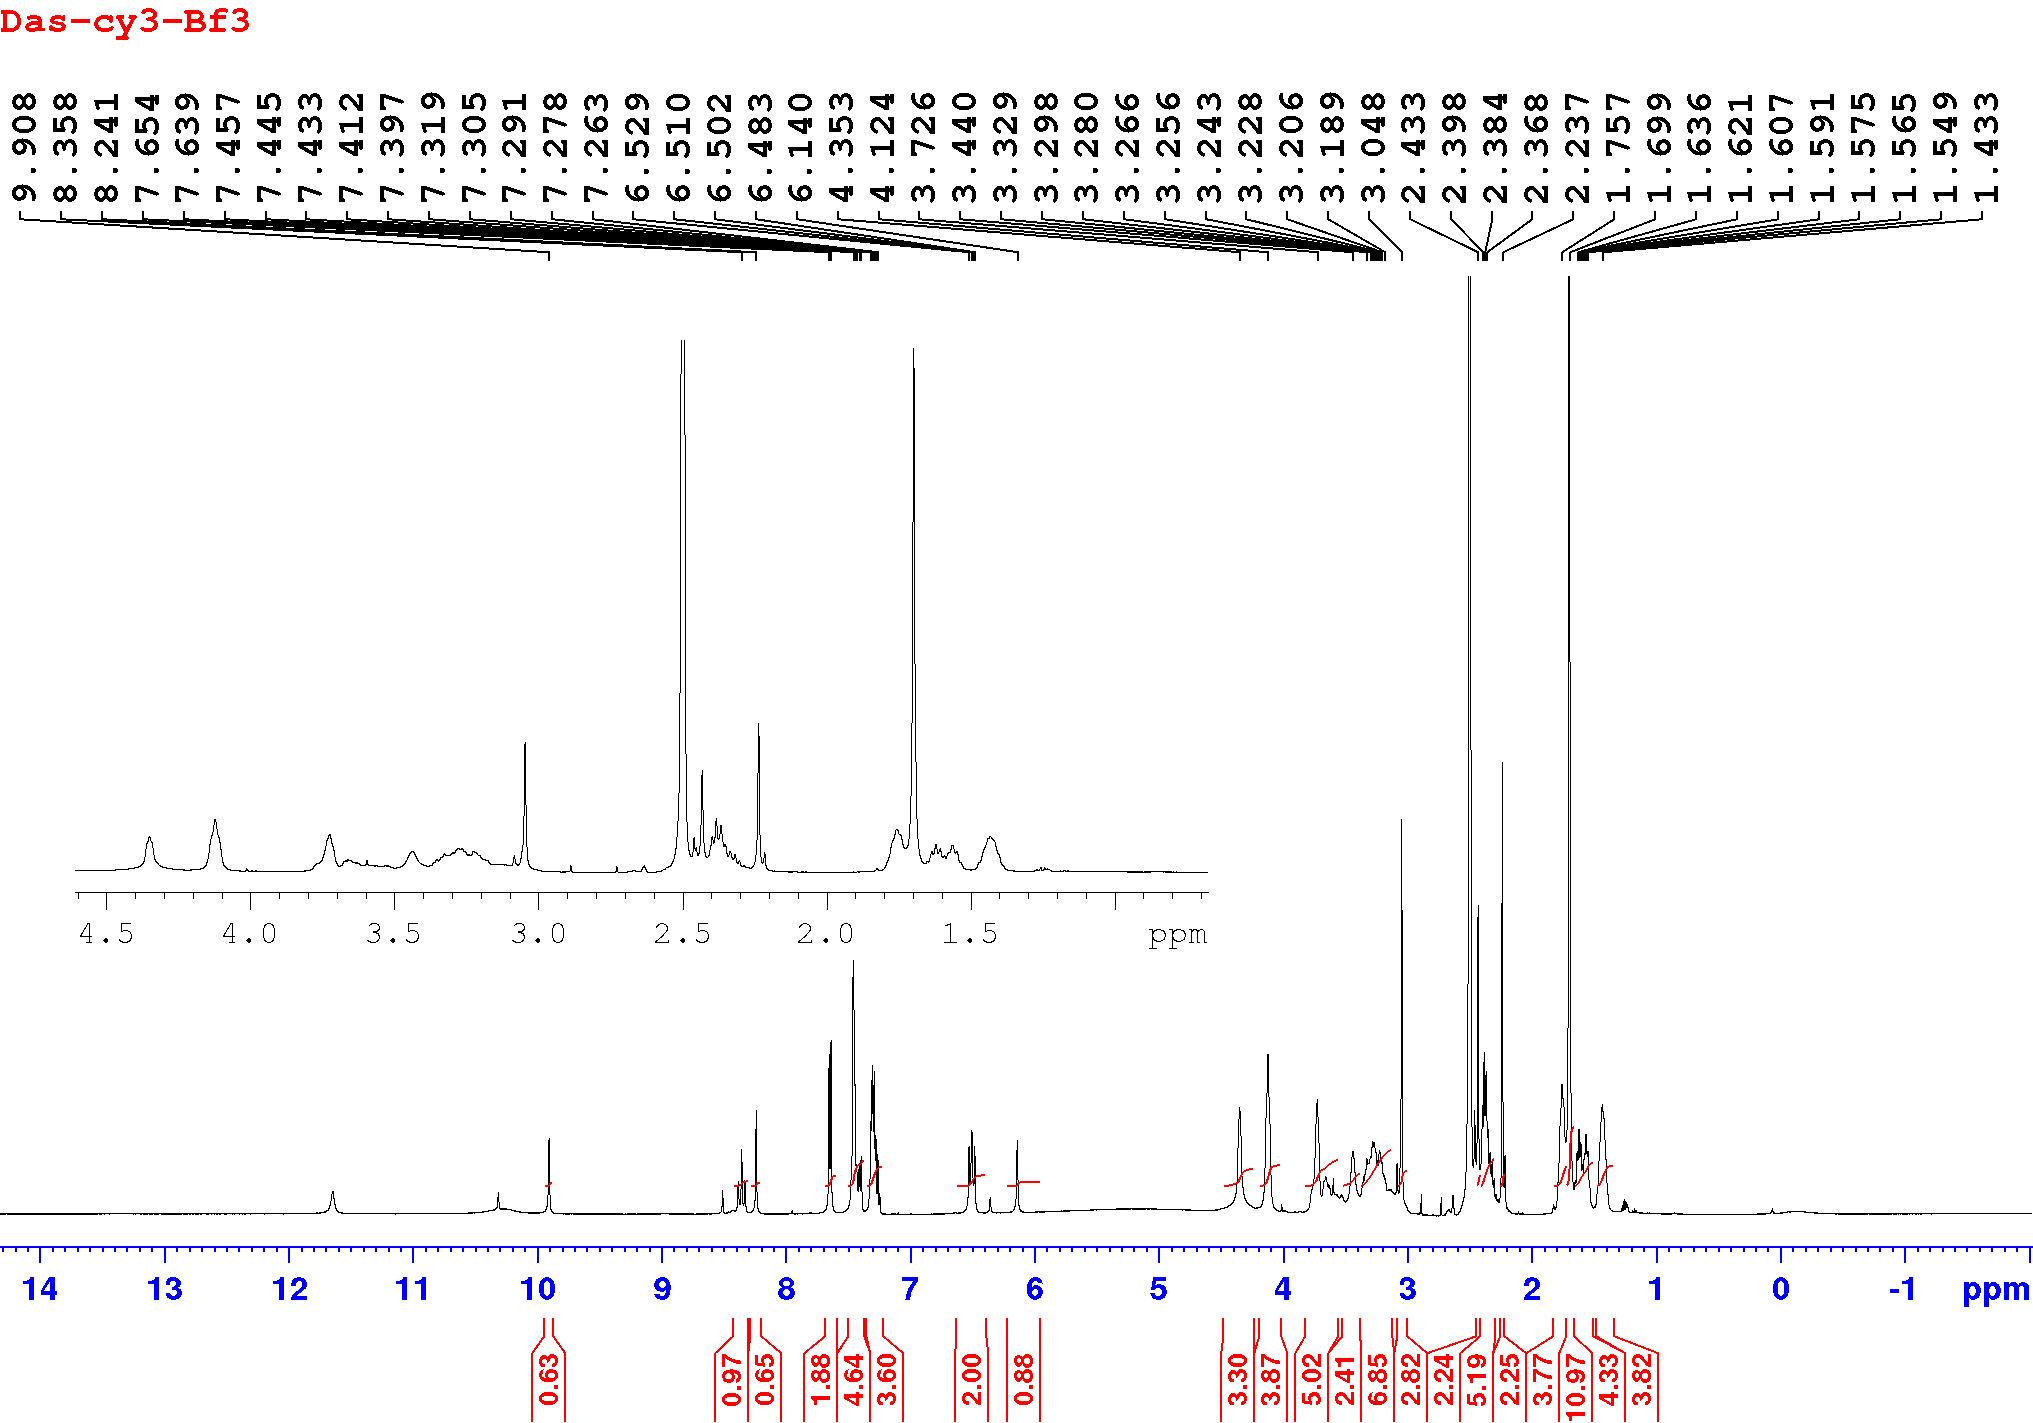 Das-cy3-Bf3
9.908 8.358 8.241 7.654 7.639 7.457 7.445 7.433 7.412 7.397 7.319 7.305 7.291 7.278 7.263 6.529 6.510 6.502 6.483 6.140 4.353 4.124 3.726 3.440 3.329 3.298 3.280 3.266 3.256 3.243 3.228 3.206 3.189 3.048 2.433 2.398 2.384 2.368 2.237 1.757 1.699 1.636 1.621 1.607 1.591 1.575 1.565 1.549 1.433
4.5 4.0 3.5 3.0 2.5 2.0 1.5 ppm
14 13 12 11 10 9 8 7 6 5 4 3 2 1 0 -1 ppm
0.63 0.97 0.65 1.88 4.64 3.60 2.00 0.88 3.30 3.87 5.02 2.41 6.85 2.82 2.24 5.19 2.25 3.77 10.97 4.33 3.82